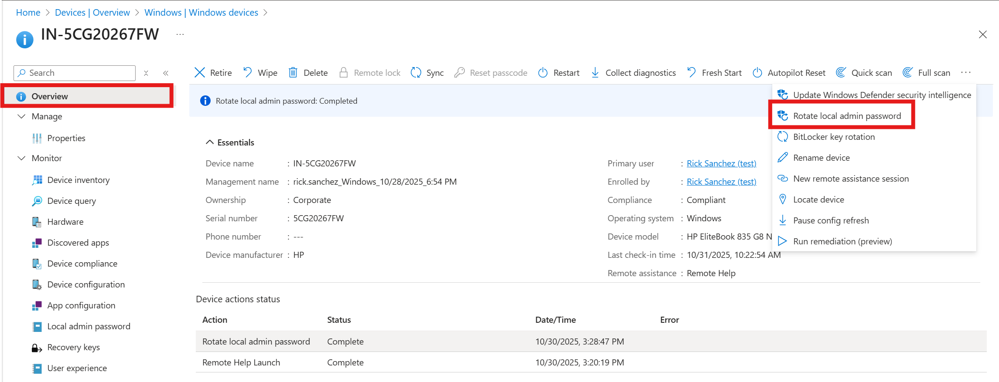 Home > Devices | Overview > Windows | Windows devices >
IN-5CG20267FW ...
Search
Overview
Manage
Properties
Monitor
Device inventory
Device query
Hardware
Discovered apps
Device compliance
Device configuration
App configuration
Local admin password
Recovery keys
User experience
Retire Wipe Delete Remote lock Sync Reset passcode Restart Collect diagnostics Fresh Start Autopilot Reset Quick scan Full scan ...
Rotate local admin password: Completed
Update Windows Defender security intelligence
Rotate local admin password
BitLocker key rotation
Rename device
New remote assistance session
Locate device
Pause config refresh
Run remediation (preview)
Essentials
Device name : IN-5CG20267FW
Management name : rick.sanchez_Windows_10/28/2025_6:54 PM
Ownership : Corporate
Serial number : 5CG20267FW
Phone number : ---
Device manufacturer : HP
Primary user : Rick Sanchez (test)
Enrolled by : Rick Sanchez (test)
Compliance : Compliant
Operating system : Windows
Device model : HP EliteBook 835 G8 N
Last check-in time : 10/31/2025, 10:22:54 AM
Remote assistance : Remote Help
Device actions status
Action Status Date/Time Error
Rotate local admin password Complete 10/30/2025, 3:28:47 PM
Remote Help Launch Complete 10/30/2025, 3:20:19 PM